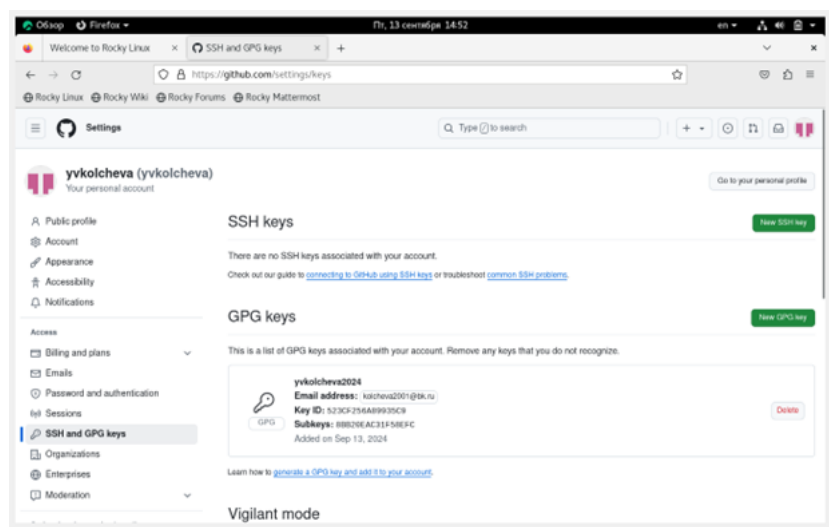 Обзор Firefox Пт, 13 сентября 14:52 en
Welcome to Rocky Linux × SSH and GPG keys × +
https://github.com/settings/keys
Rocky Linux Rocky Wiki Rocky Forums Rocky Mattermost
Settings Type / to search
yvkolcheva (yvkolcheva)
Your personal account
Go to your personal profile
Public profile
Account
Appearance
Accessibility
Notifications
Access
Billing and plans
Emails
Password and authentication
Sessions
SSH and GPG keys
Organizations
Enterprises
Moderation
SSH keys
New SSH key
There are no SSH keys associated with your account.
Check out our guide to connecting to GitHub using SSH keys or troubleshoot common SSH problems.
GPG keys
New GPG key
This is a list of GPG keys associated with your account. Remove any keys that you do not recognize.
yvkolcheva2024
Email address: kolcheva2001@bk.ru
Key ID: 523CF256A89935C9
Subkeys: 88B20EAC31F58EFC
Added on Sep 13, 2024
GPG
Delete
Learn how to generate a GPG key and add it to your account.
Vigilant mode